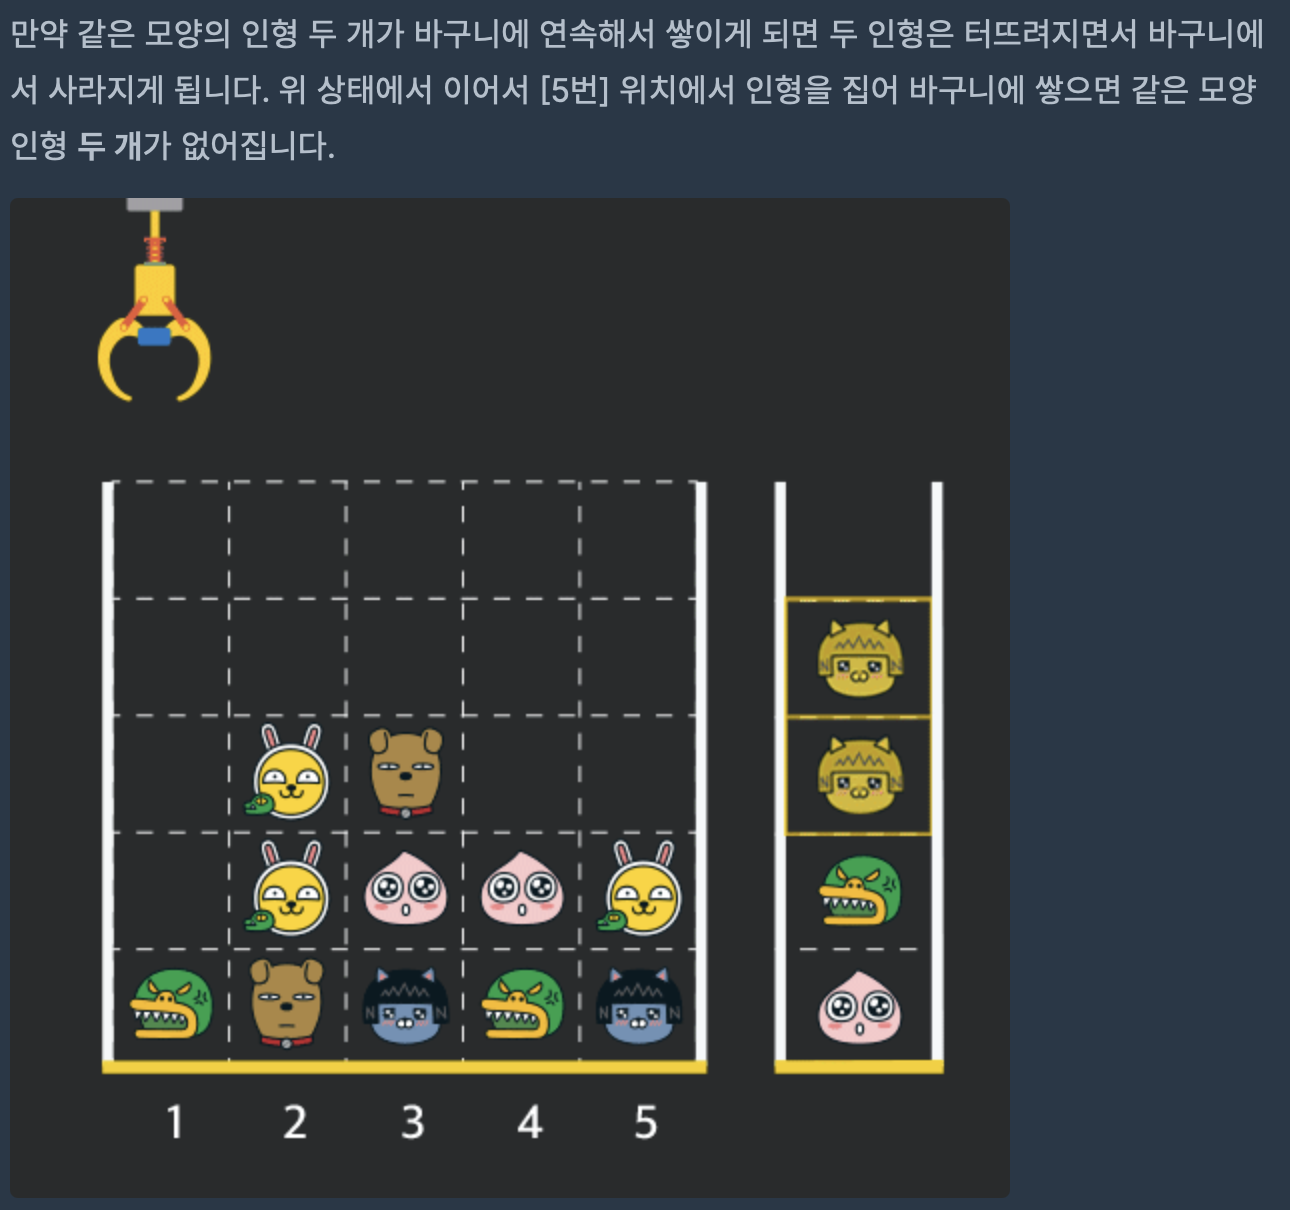 만약 같은 모양의 인형 두 개가 바구니에 연속해서 쌓이게 되면 두 인형은 터뜨려지면서 바구니에
서 사라지게 됩니다. 위 상태에서 이어서 [5번] 위치에서 인형을 집어 바구니에 쌓으면 같은 모양
인형 두 개가 없어집니다.
N N
N N
N N N N
1 2 3 4 5